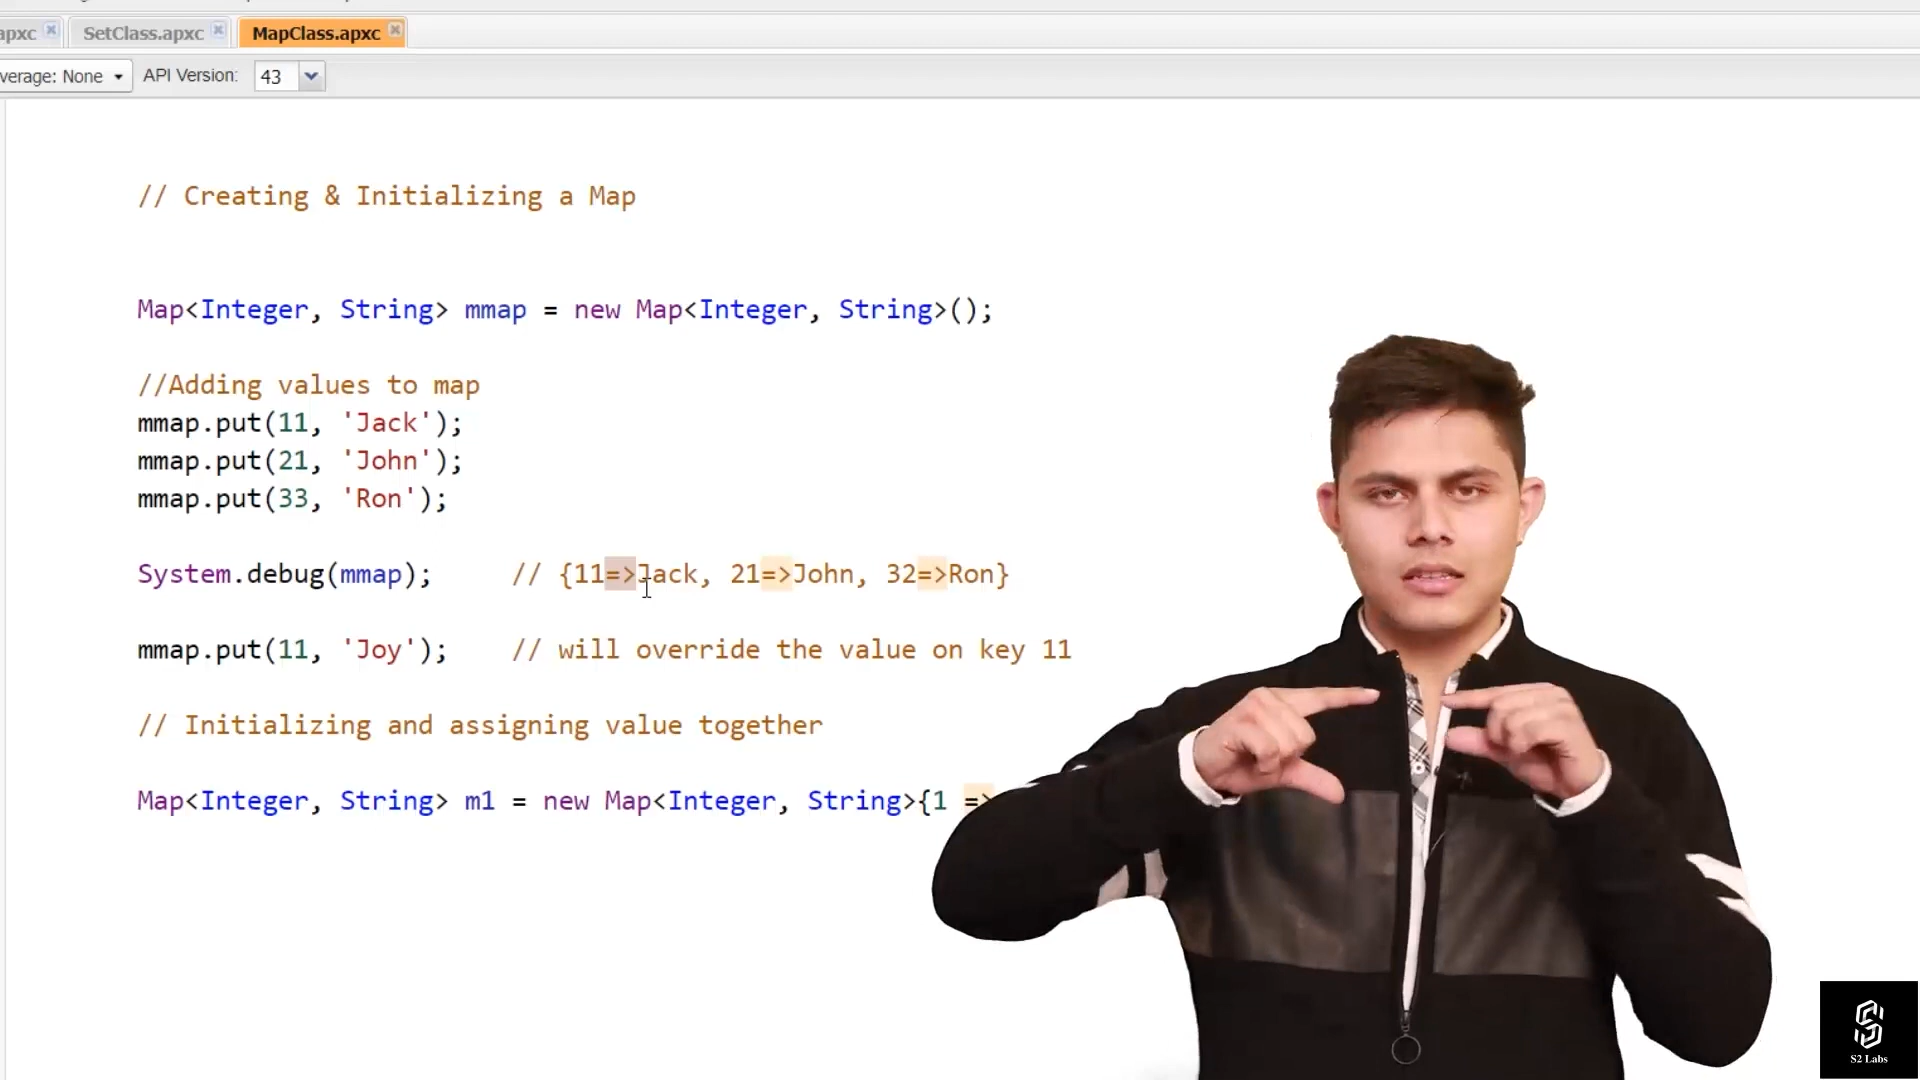 apxc SetClass.apxc MapClass.apxc
verage: None API Version: 43
// Creating & Initializing a Map
Map<Integer, String> mmap = new Map<Integer, String>();
//Adding values to map
mmap.put(11, 'Jack');
mmap.put(21, 'John');
mmap.put(33, 'Ron');
System.debug(mmap); // {11=>Jack, 21=>John, 32=>Ron}
mmap.put(11, 'Joy'); // will override the value on key 11
// Initializing and assigning value together
Map<Integer, String> m1 = new Map<Integer, String>{1 =>
S2 Labs